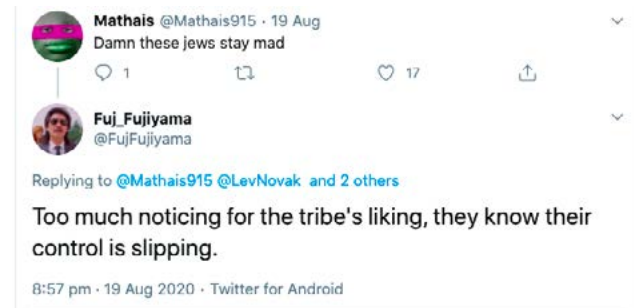 Mathais @Mathais915 · 19 Aug
Damn these jews stay mad
1 17
Fuj_Fujiyama
@FujFujiyama
Replying to @Mathais915 @LevNovak and 2 others
Too much noticing for the tribe's liking, they know their
control is slipping.
8:57 pm · 19 Aug 2020 · Twitter for Android